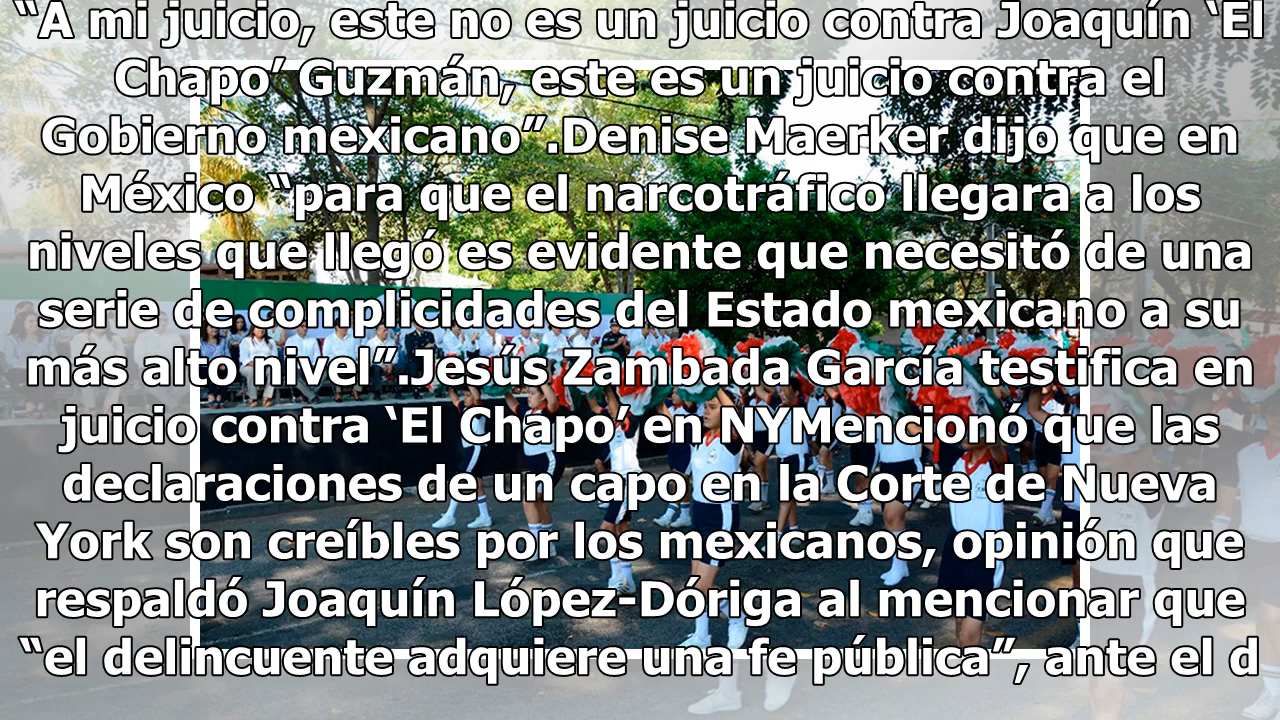 “A mi juicio, este no es un juicio contra Joaquín ‘El
Chapo’ Guzmán, este es un juicio contra el
Gobierno mexicano”.Denise Maerker dijo que en
México “para que el narcotráfico llegara a los
niveles que llegó es evidente que necesitó de una
serie de complicidades del Estado mexicano a su
más alto nivel”.Jesús Zambada García testifica en
juicio contra ‘El Chapo’ en NYMencionó que las
declaraciones de un capo en la Corte de Nueva
York son creíbles por los mexicanos, opinión que
respaldó Joaquín López-Dóriga al mencionar que
“el delincuente adquiere una fe pública”, ante el d